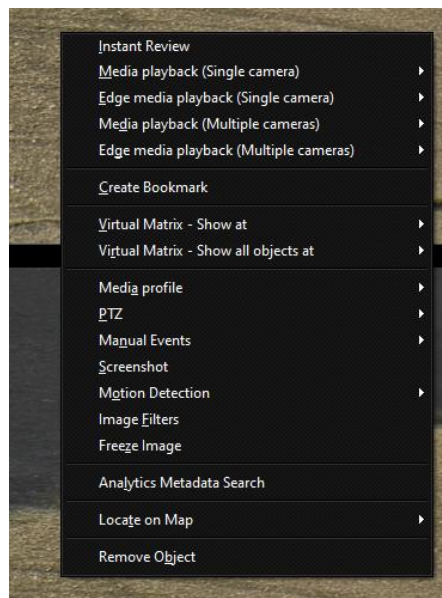 Instant Review
Media playback (Single camera)
Edge media playback (Single camera)
Media playback (Multiple cameras)
Edge media playback (Multiple cameras)
Create Bookmark
Virtual Matrix - Show at
Virtual Matrix - Show all objects at
Media profile
PTZ
Manual Events
Screenshot
Motion Detection
Image Filters
Freeze Image
Analytics Metadata Search
Locate on Map
Remove Object